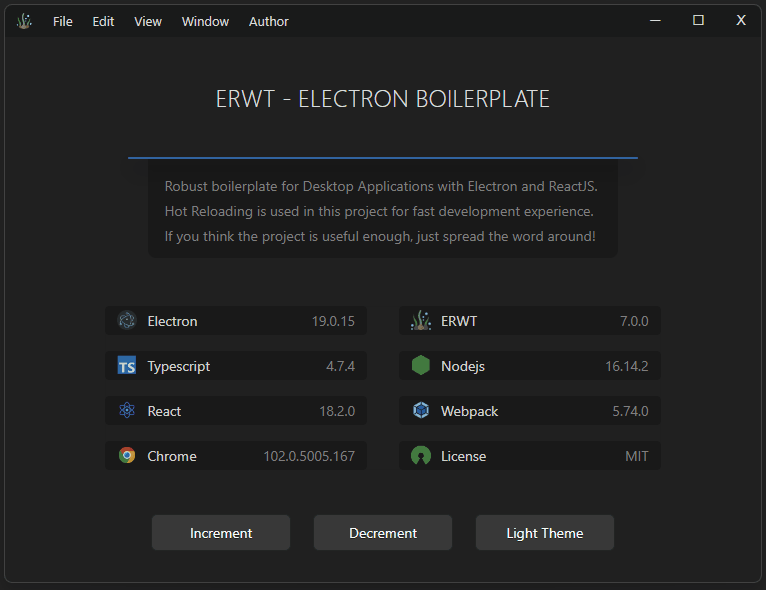 File Edit View Window Author
ERWT - ELECTRON BOILERPLATE
Robust boilerplate for Desktop Applications with Electron and ReactJS.
Hot Reloading is used in this project for fast development experience.
If you think the project is useful enough, just spread the word around!
Electron 19.0.15
ERWT 7.0.0
TS Typescript 4.7.4
Nodejs 16.14.2
React 18.2.0
Webpack 5.74.0
Chrome 102.0.5005.167
License MIT
Increment Decrement Light Theme